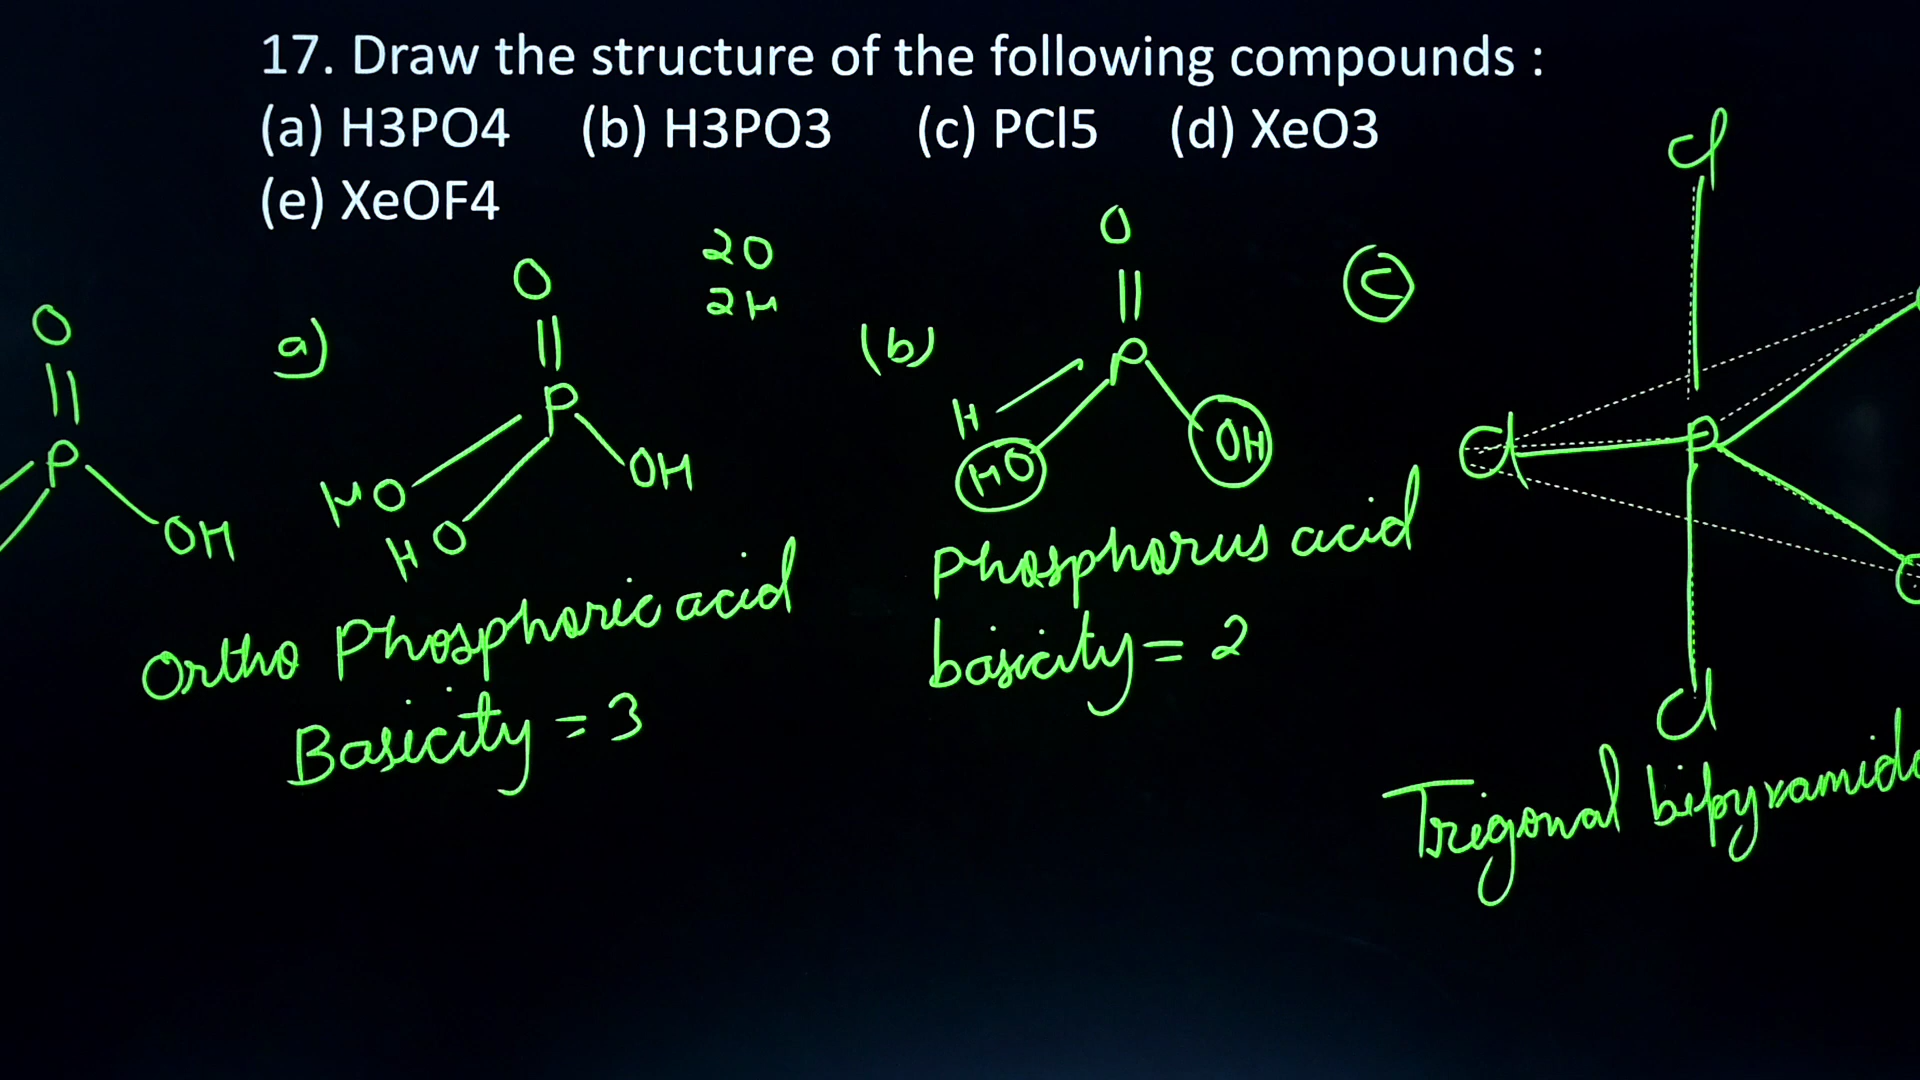 17. Draw the structure of the following compounds :
(a) H3PO4 (b) H3PO3 (c) PCl5 (d) XeO3
(e) XeOF4
O
P
OH
a)
O
P
HO
HO
OH
Ortho Phosphoric acid
Basicity = 3
2O
2H
(b)
O
P
H
HO
OH
Phosphorus acid
basicity = 2
C
Cl
Cl
P
Cl
Trigonal bipyramida